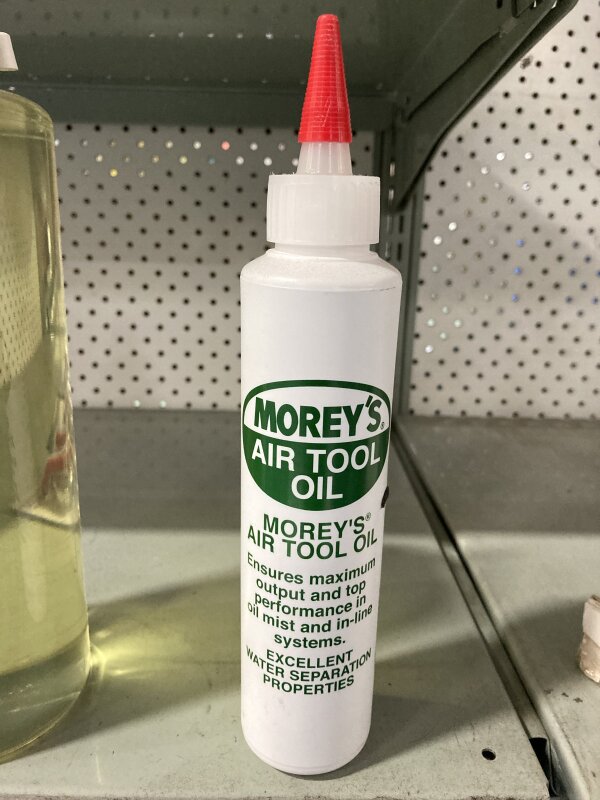 MOREY'S®
AIR TOOL
OIL
MOREY'S®
AIR TOOL OIL
Ensures maximum
output and top
performance in
oil mist and in-line
systems.
EXCELLENT
WATER SEPARATION
PROPERTIES